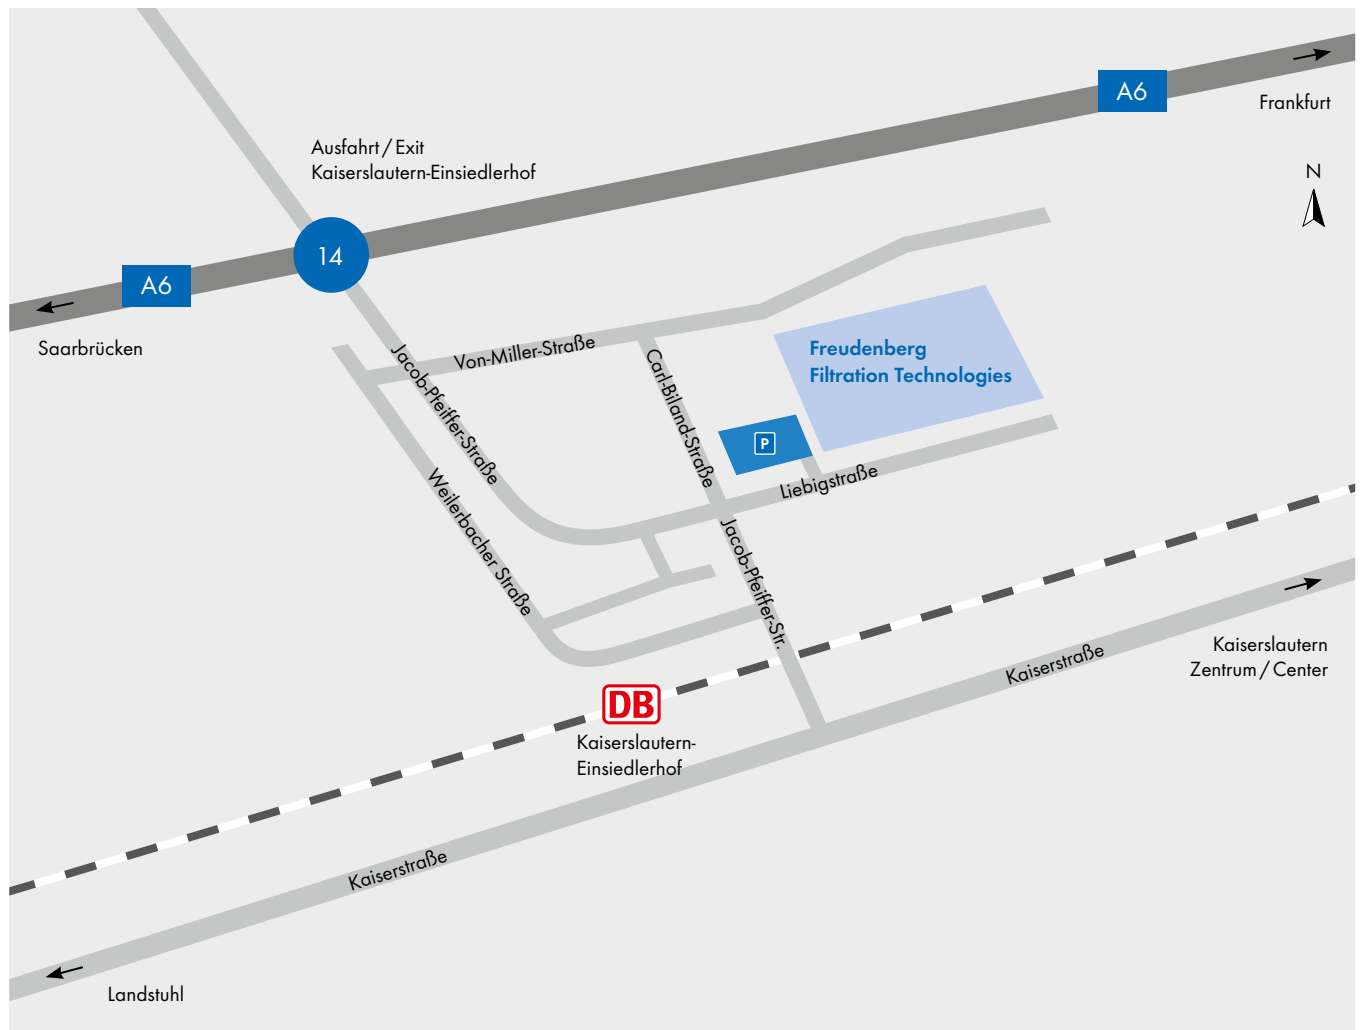 A6
Frankfurt
Ausfahrt / Exit
Kaiserslautern-Einsiedlerhof
N
14
A6
Saarbrücken
Von-Miller-Straße
Jacob-Pfeiffer-Straße
Carl-Biland-Straße
Freudenberg
Filtration Technologies
P
Liebigstraße
Weilerbacher Straße
Jacob-Pfeiffer-Str.
Kaiserslautern
Zentrum / Center
Kaiserstraße
DB
Kaiserslautern-
Einsiedlerhof
Kaiserstraße
Landstuhl